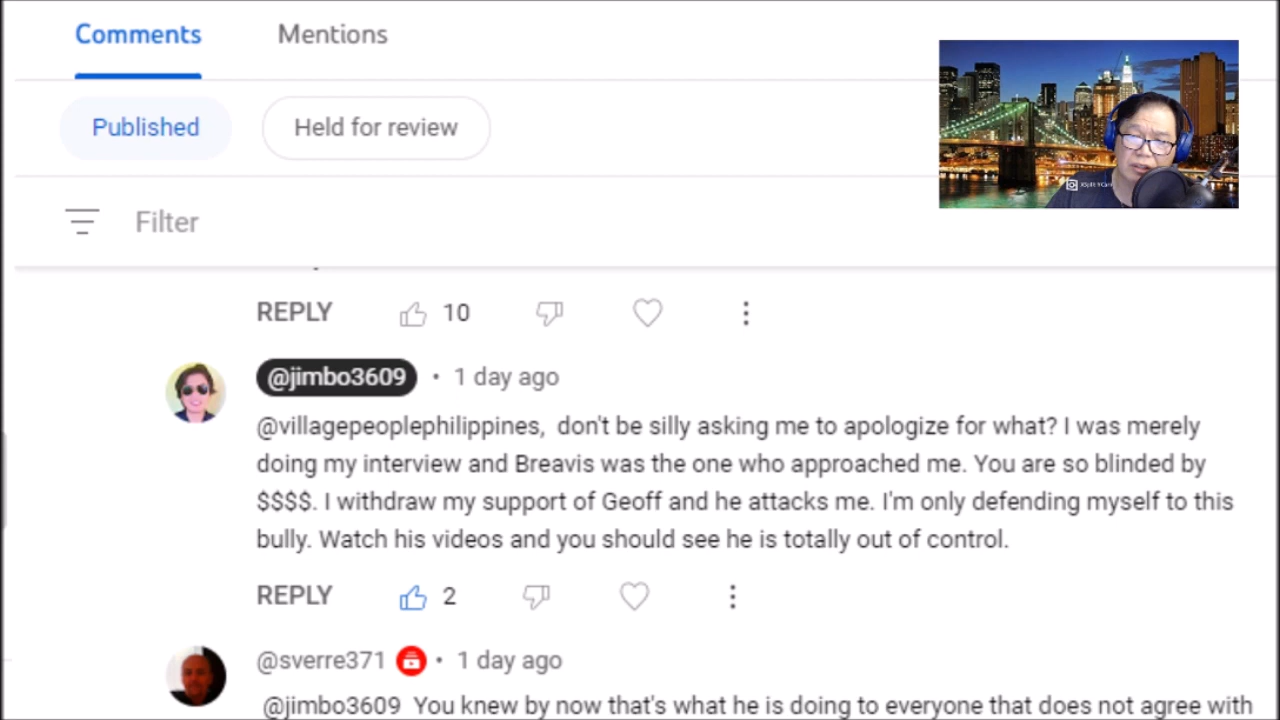 Comments Mentions
Published Held for review
Filter
REPLY 10
@jimbo3609 • 1 day ago
@villagepeoplephilippines, don't be silly asking me to apologize for what? I was merely
doing my interview and Breavis was the one who approached me. You are so blinded by
$$$$. I withdraw my support of Geoff and he attacks me. I'm only defending myself to this
bully. Watch his videos and you should see he is totally out of control.
REPLY 2
@sverre371 • 1 day ago
@jimbo3609 You knew by now that's what he is doing to everyone that does not agree with